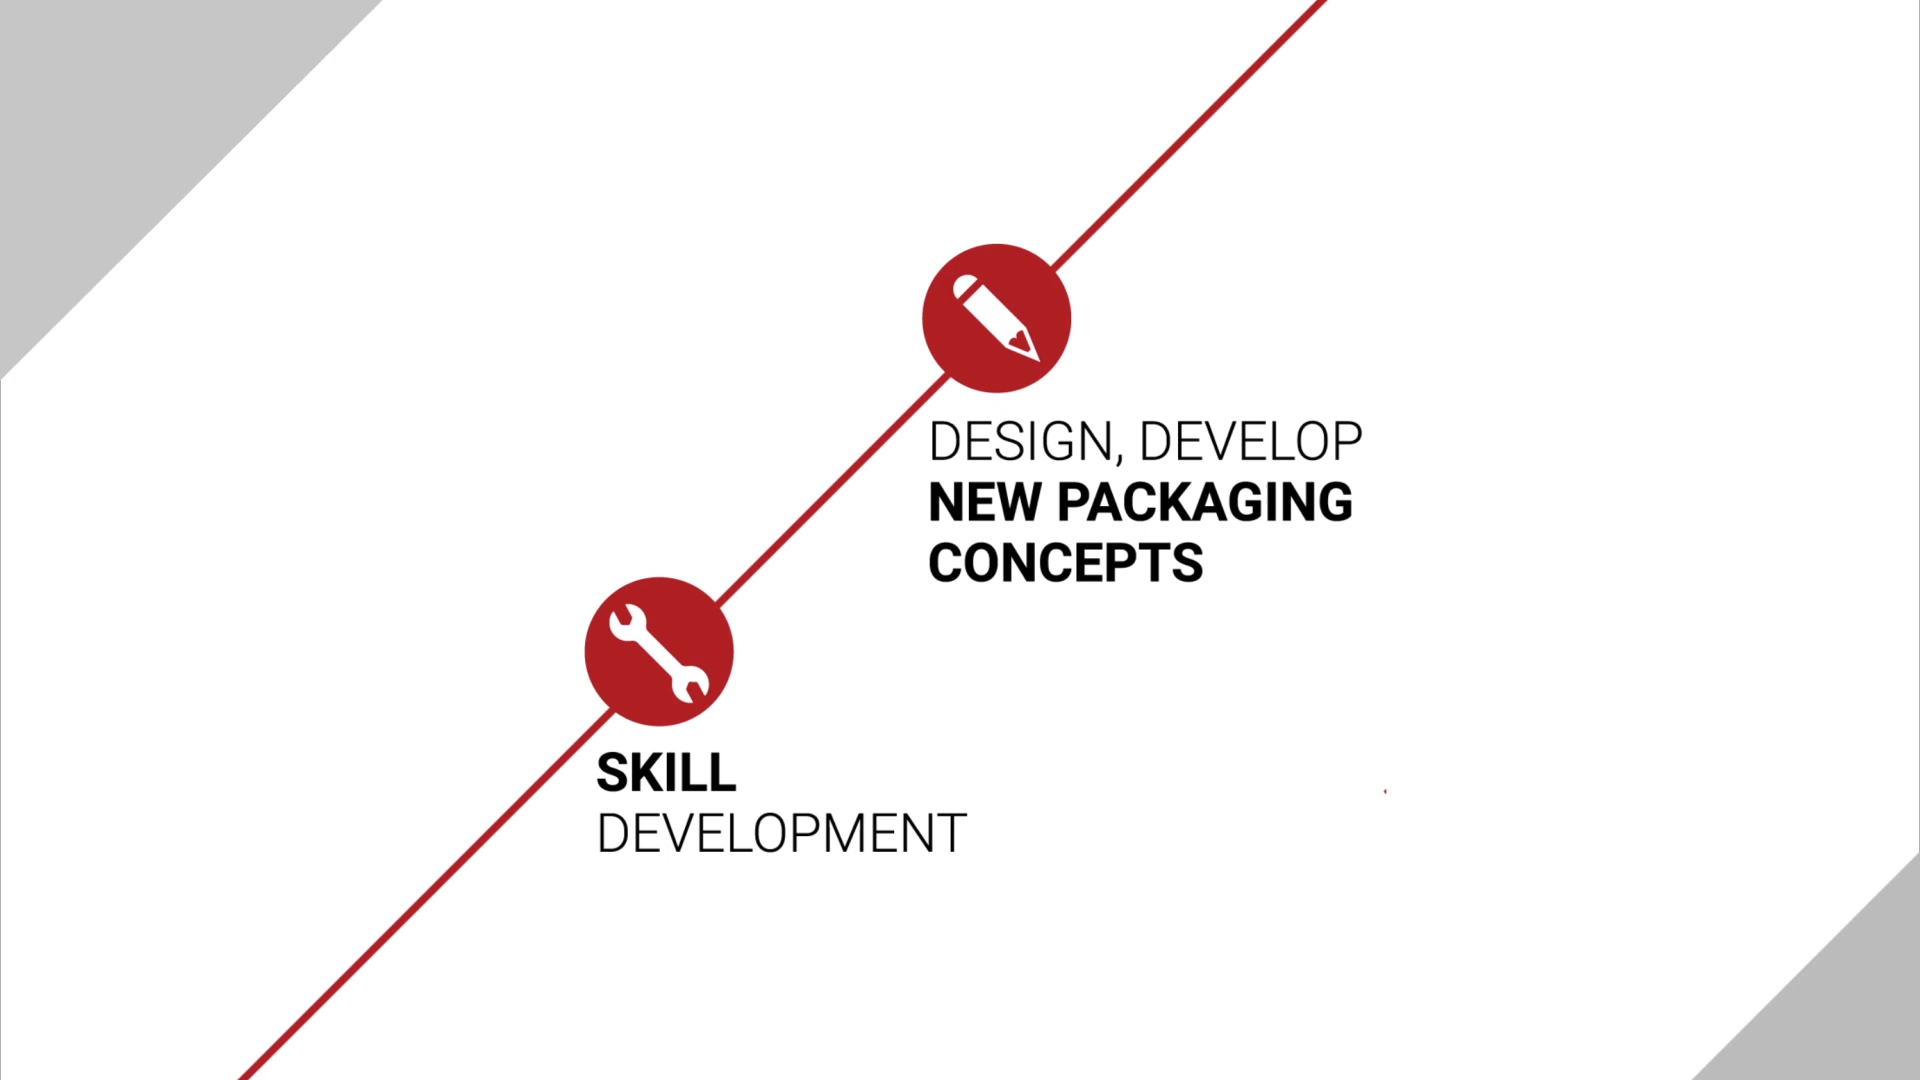 DESIGN, DEVELOP
NEW PACKAGING
CONCEPTS
SKILL
DEVELOPMENT